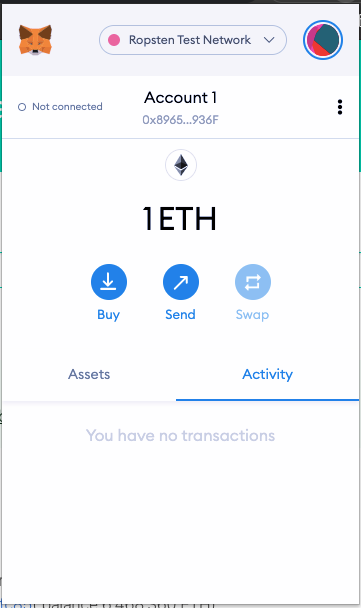 Ropsten Test Network
Not connected
Account 1
0x8965...936F
1 ETH
Buy
Send
Swap
Assets
Activity
You have no transactions